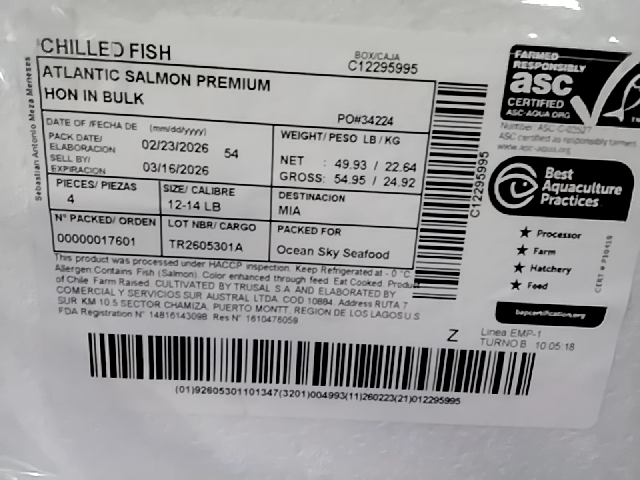 CHILLED FISH
BOX/CAJA
C12295995
ATLANTIC SALMON PREMIUM
HON IN BULK
PO#34224
DATE OF /FECHA DE (mm/dd/yyyy)
PACK DATE/
ELABORACION 02/23/2026 54
SELL BY/
EXPIRACION 03/16/2026
WEIGHT/ PESO LB / KG
NET : 49.93 / 22.64
GROSS: 54.95 / 24.92
PIECES/ PIEZAS
4
SIZE/ CALIBRE
12-14 LB
DESTINACION
MIA
N° PACKED/ ORDEN
00000017601
LOT NBR/ CARGO
TR2605301A
PACKED FOR
Ocean Sky Seafood
This product was processed under HACCP inspection. Keep Refrigerated at - 0 °C
Allergen:Contains Fish (Salmon). Color enhanced through feed. Eat Cooked. Product
of Chile. Farm Raised. CULTIVATED BY TRUSAL S.A AND ELABORATED BY
COMERCIAL Y SERVICIOS SUR AUSTRAL LTDA. COD 10884. Address RUTA 7
SUR KM 10.5 SECTOR CHAMIZA, PUERTO MONTT, REGION DE LOS LAGOS
FDA Registration N° 14816143098 Res N° 1610476059
(01)92605301101347(3201)004993(11)260223(21)012295995
Z
Linea EMP-1
TURNO B 10:05:18
C12295995
Sebastian Antonio Meza Meneses
FARMED
RESPONSIBLY
asc
CERTIFIED
ASC-AQUA.ORG
ASC certified as responsibly farmed
www.asc-aqua.org
Best
Aquaculture
Practices
Processor
Farm
Hatchery
Feed
bapcertification.org